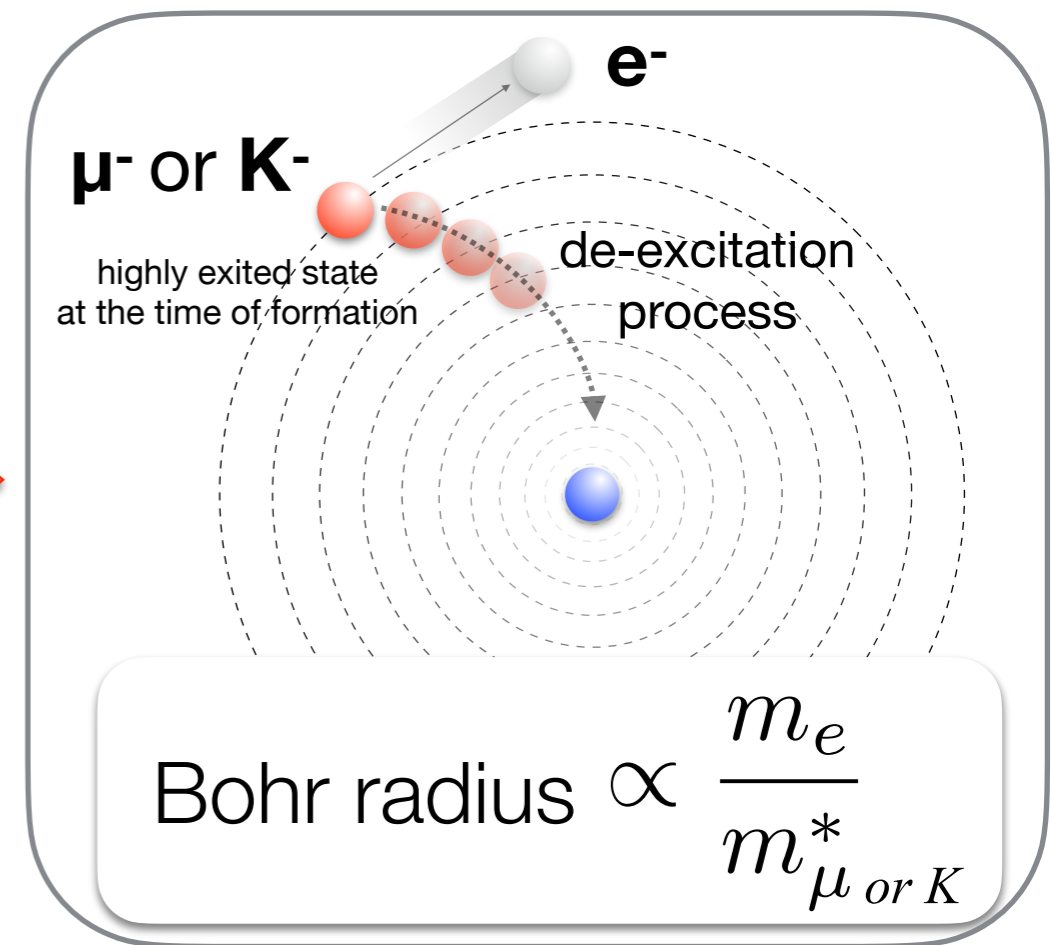 e-
μ- or K-
highly exited state
at the time of formation
de-excitation
process
Bohr radius ∝ m_e / m*_μ or K